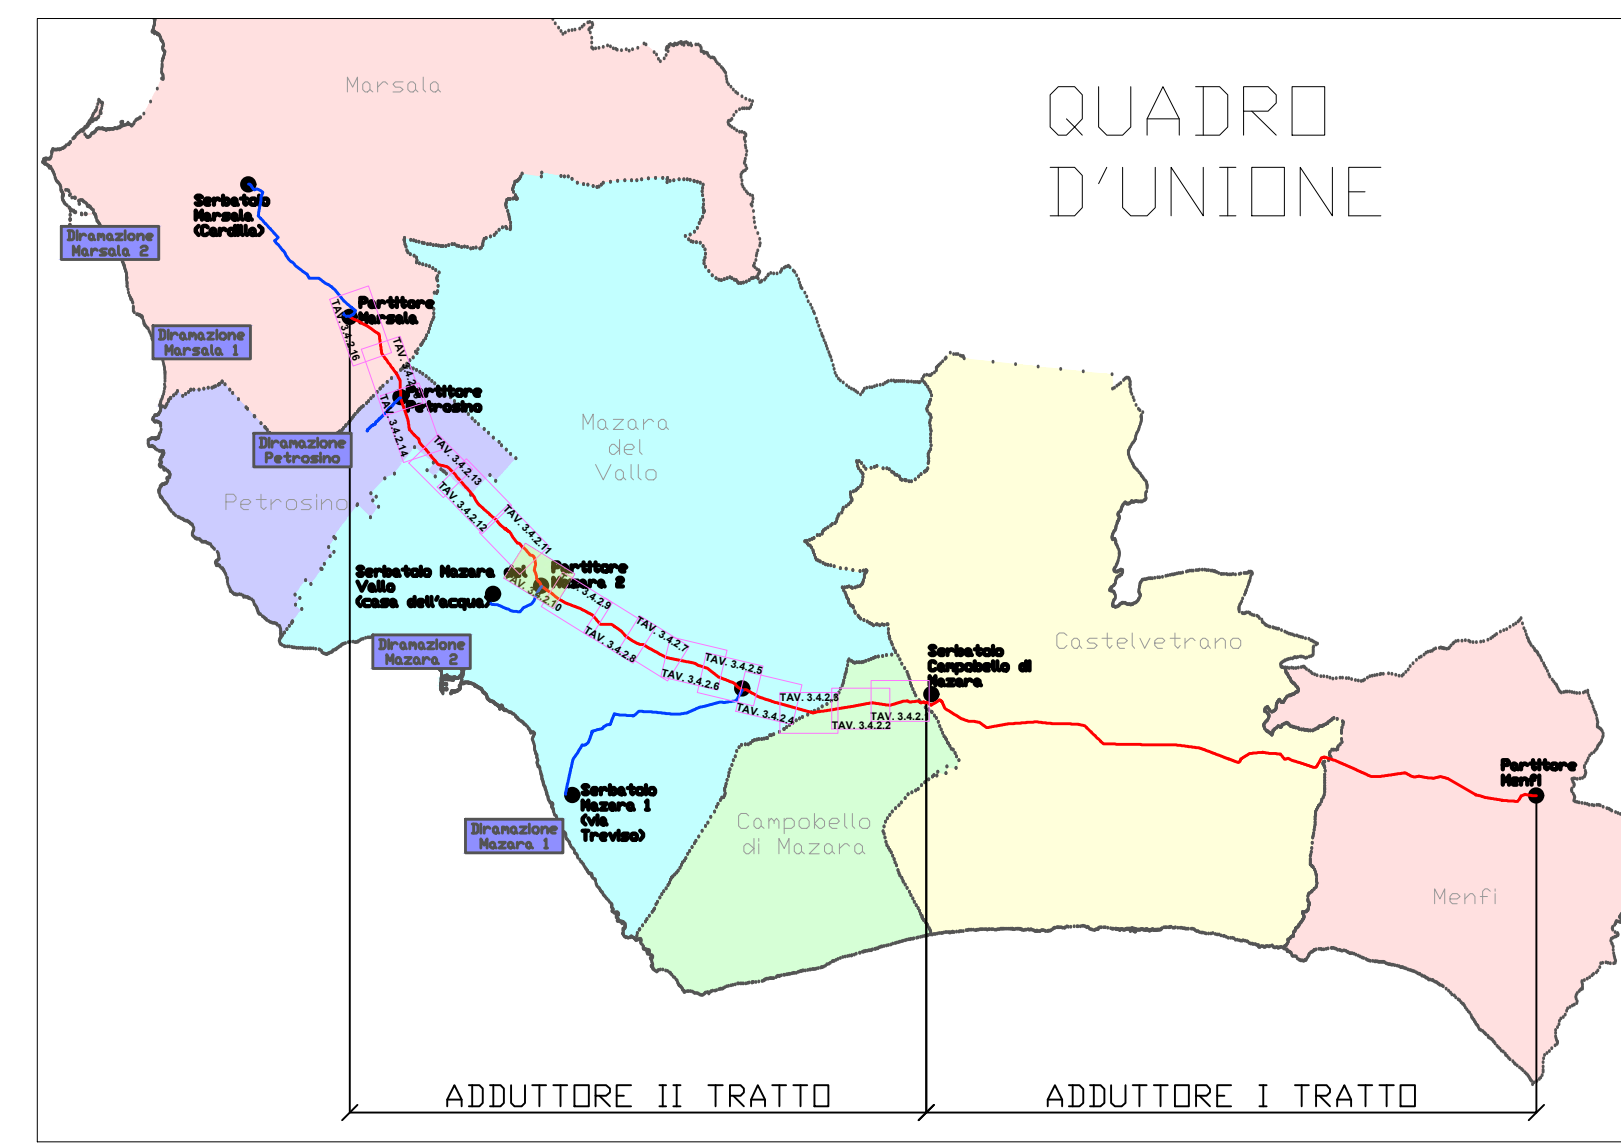 QUADRO
D'UNIONE
Marsala
Serbatoio
Marsala
(Cardilla)
Diramazione
Marsala 2
Partitore
Marsala
TAV. 3.4.2.16
Diramazione
Marsala 1
Partitore
Petrosino
TAV. 3.4.2.14
Diramazione
Petrosino
Petrosino
Mazara
del
Vallo
TAV. 3.4.2.13
TAV. 3.4.2.12
TAV. 3.4.2.11
Serbatoio Mazara del
Vallo
(casa dell'acqua)
Partitore
Mazara 2
TAV. 3.4.2.10
TAV. 3.4.2.9
TAV. 3.4.2.8
TAV. 3.4.2.7
TAV. 3.4.2.6
TAV. 3.4.2.5
TAV. 3.4.2.4
TAV. 3.4.2.3
TAV. 3.4.2.2
TAV. 3.4.2.1
Diramazione
Mazara 2
Serbatoio
Campobello di
Mazara
Castelvetrano
Partitore
Menfi
Serbatoio
Mazara 1
(via
Treviso)
Diramazione
Mazara 1
Campobello
di Mazara
Menfi
ADDUTTORE II TRATTO
ADDUTTORE I TRATTO